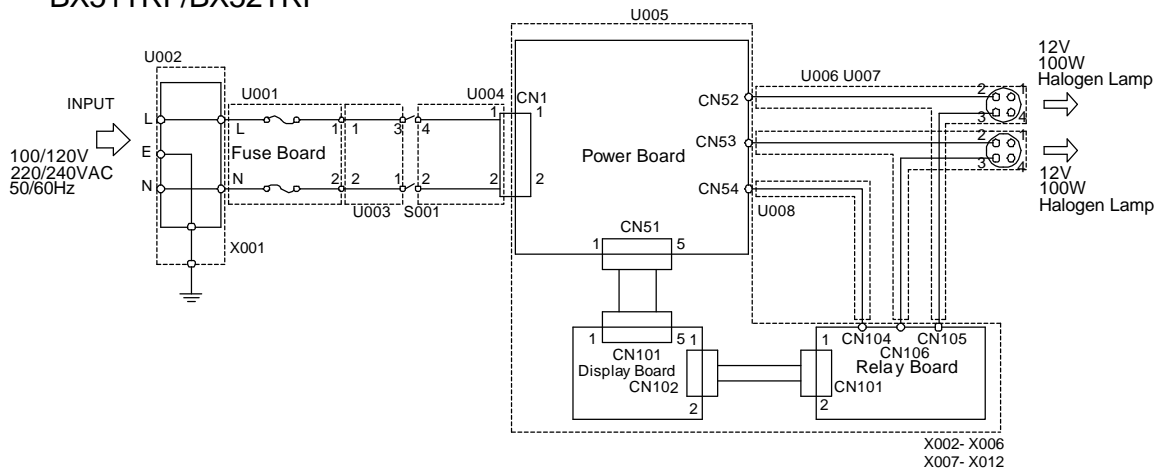 U005
U002
INPUT
100/120V
220/240VAC
50/60Hz
L
E
N
X001
U001
L
N
Fuse Board
1
2
1
2
U003
3
1
S001
4
2
U004
1
2
CN1
1
2
Power Board
CN52
CN53
CN54
U006 U007
U008
2
1
3
4
2
1
3
4
12V
100W
Halogen Lamp
12V
100W
Halogen Lamp
CN51
1
5
1
5
CN101
Display Board
CN102
1
2
1
2
CN101
CN104
CN106
CN105
Relay Board
X002- X006
X007- X012